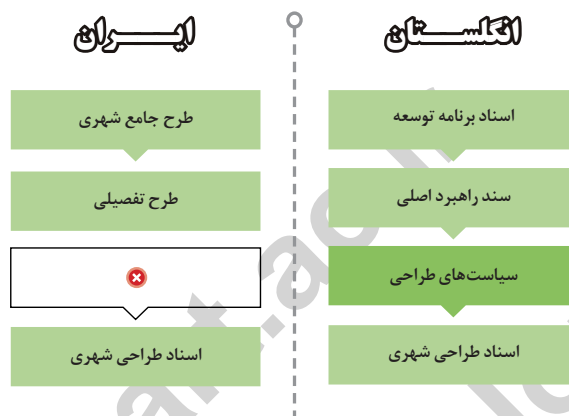 انگلستان
اسناد برنامه توسعه
سند راهبرد اصلی
سیاست‌های طراحی
اسناد طراحی شهری
ایران
طرح جامع شهری
طرح تفصیلی
اسناد طراحی شهری